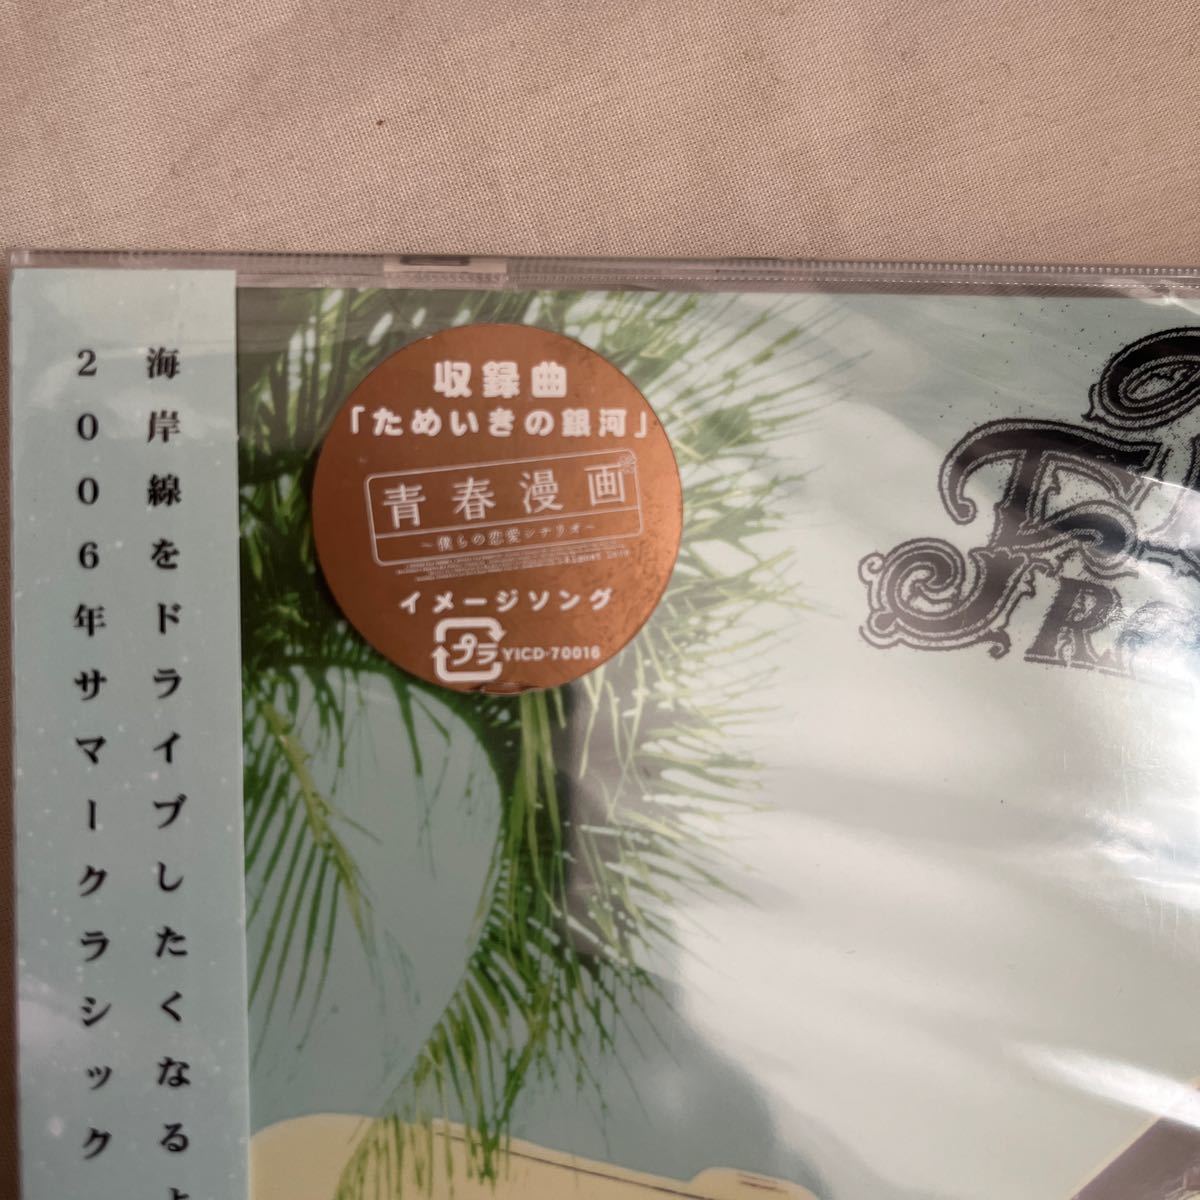 海岸線をドライブしたくなるよ
2006年サマークラシック
収録曲
「ためいきの銀河」
青春漫画
～僕らの恋愛シナリオ～
イメージソング
プラ
YICD-70016